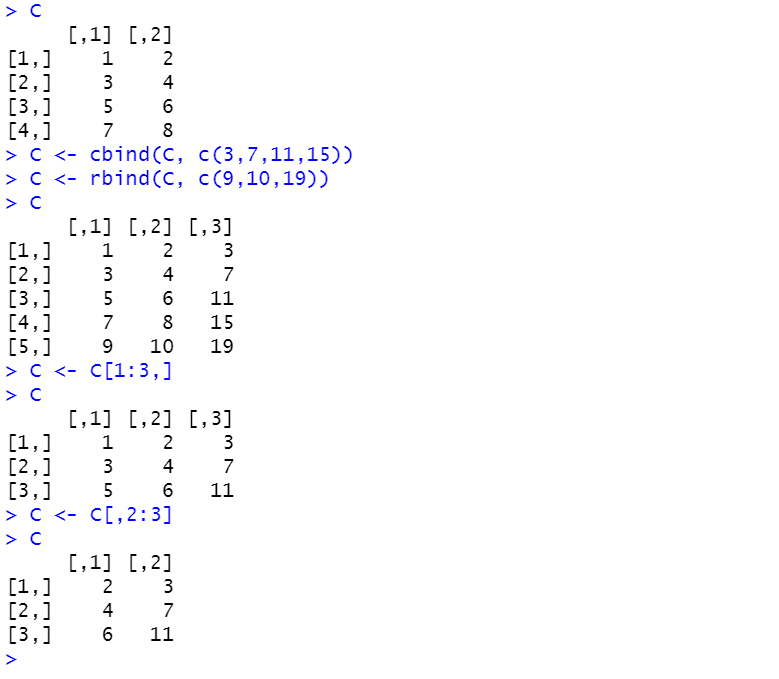 > C
     [,1] [,2]
[1,]    1    2
[2,]    3    4
[3,]    5    6
[4,]    7    8
> C <- cbind(C, c(3,7,11,15))
> C <- rbind(C, c(9,10,19))
> C
     [,1] [,2] [,3]
[1,]    1    2    3
[2,]    3    4    7
[3,]    5    6   11
[4,]    7    8   15
[5,]    9   10   19
> C <- C[1:3,]
> C
     [,1] [,2] [,3]
[1,]    1    2    3
[2,]    3    4    7
[3,]    5    6   11
> C <- C[,2:3]
> C
     [,1] [,2]
[1,]    2    3
[2,]    4    7
[3,]    6   11
>